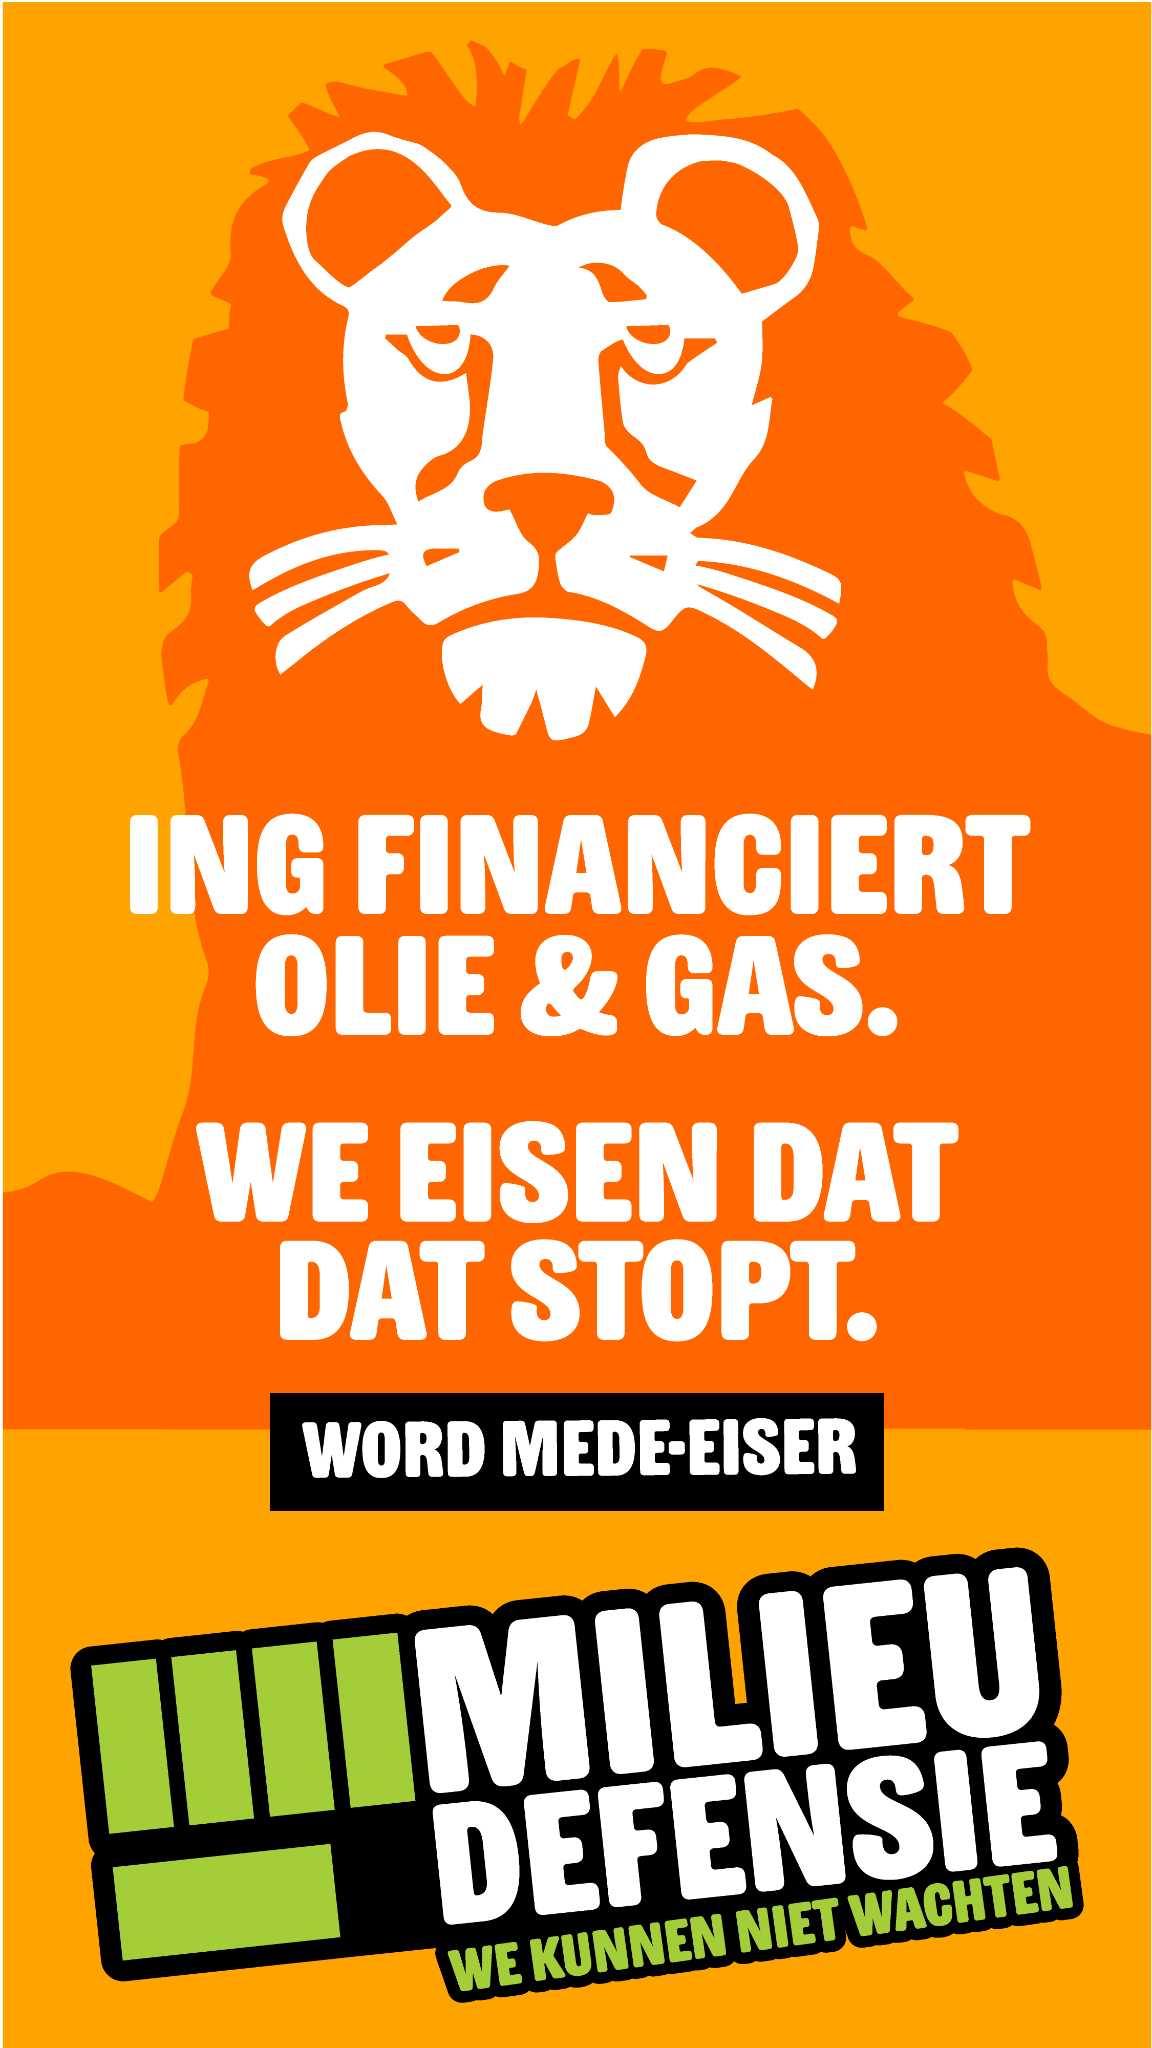 ING FINANCIERT
OLIE & GAS.
WE EISEN DAT
DAT STOPT.
WORD MEDE-EISER
MILIEU
DEFENSIE
WE KUNNEN NIET WACHTEN